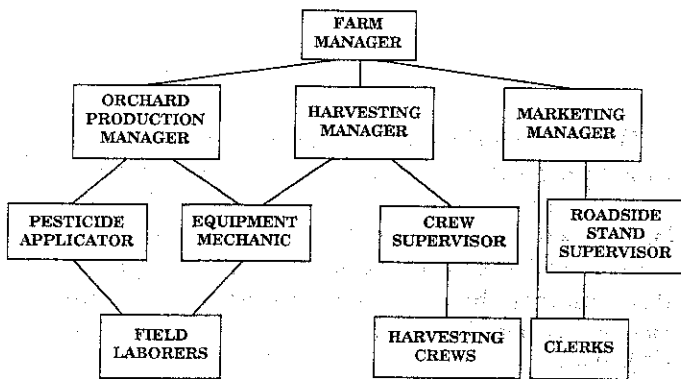 FARM
MANAGER
ORCHARD
PRODUCTION
MANAGER
HARVESTING
MANAGER
MARKETING
MANAGER
PESTICIDE
APPLICATOR
EQUIPMENT
MECHANIC
CREW
SUPERVISOR
ROADSIDE
STAND
SUPERVISOR
FIELD
LABORERS
HARVESTING
CREWS
CLERKS